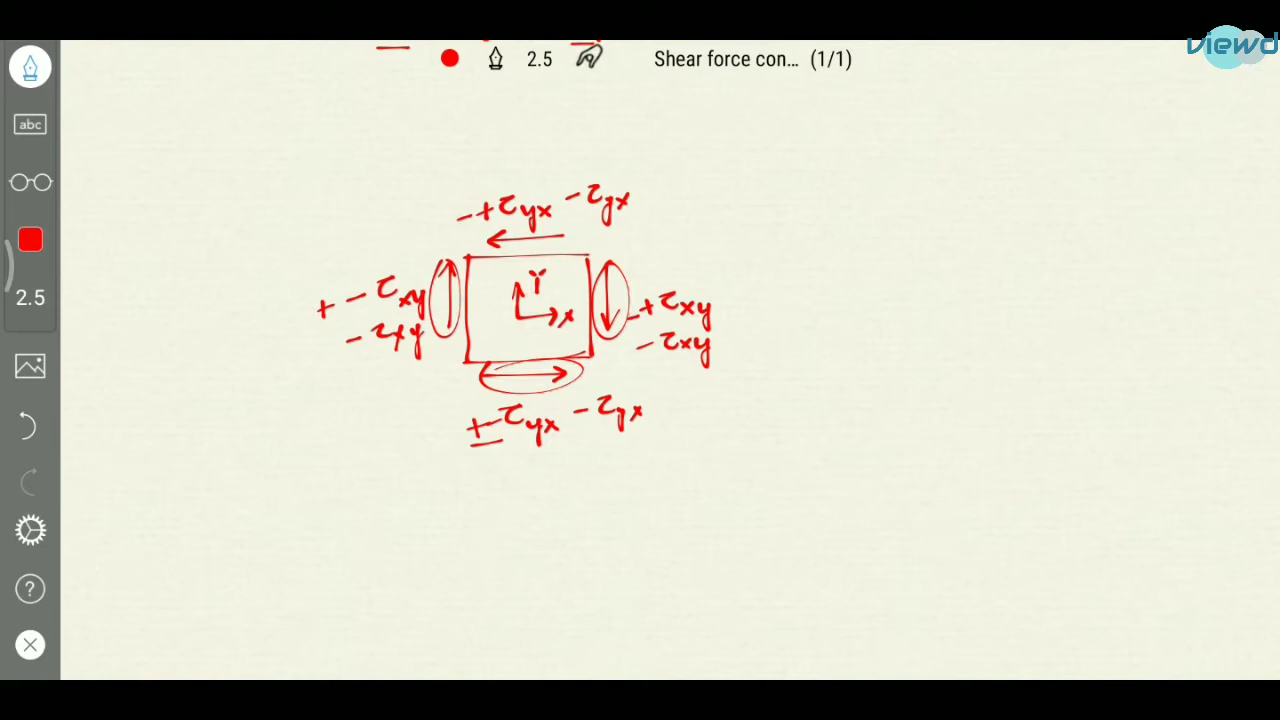 viewd
2.5 Shear force con... (1/1)
abc
2.5
?
- + τyx - τyx
Y
x
+ - τxy
- τxy
- + τxy
- τxy
+ - τyx - τyx